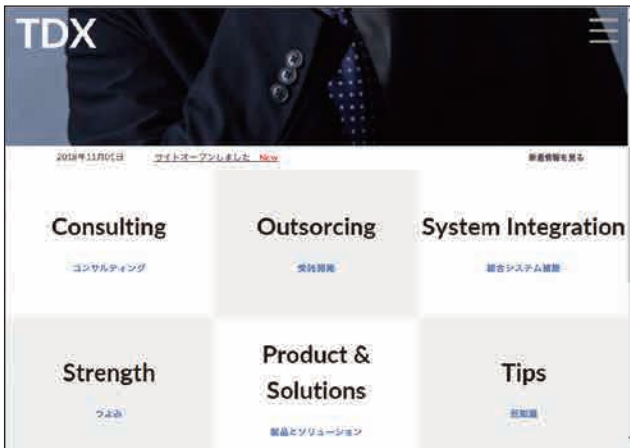 TDX
2018年11月01日 サイトオープンしました New 新着情報を見る
Consulting
コンサルティング
Outsorcing
受託開発
System Integration
総合システム構築
Strength
つよみ
Product &
Solutions
製品とソリューション
Tips
豆知識